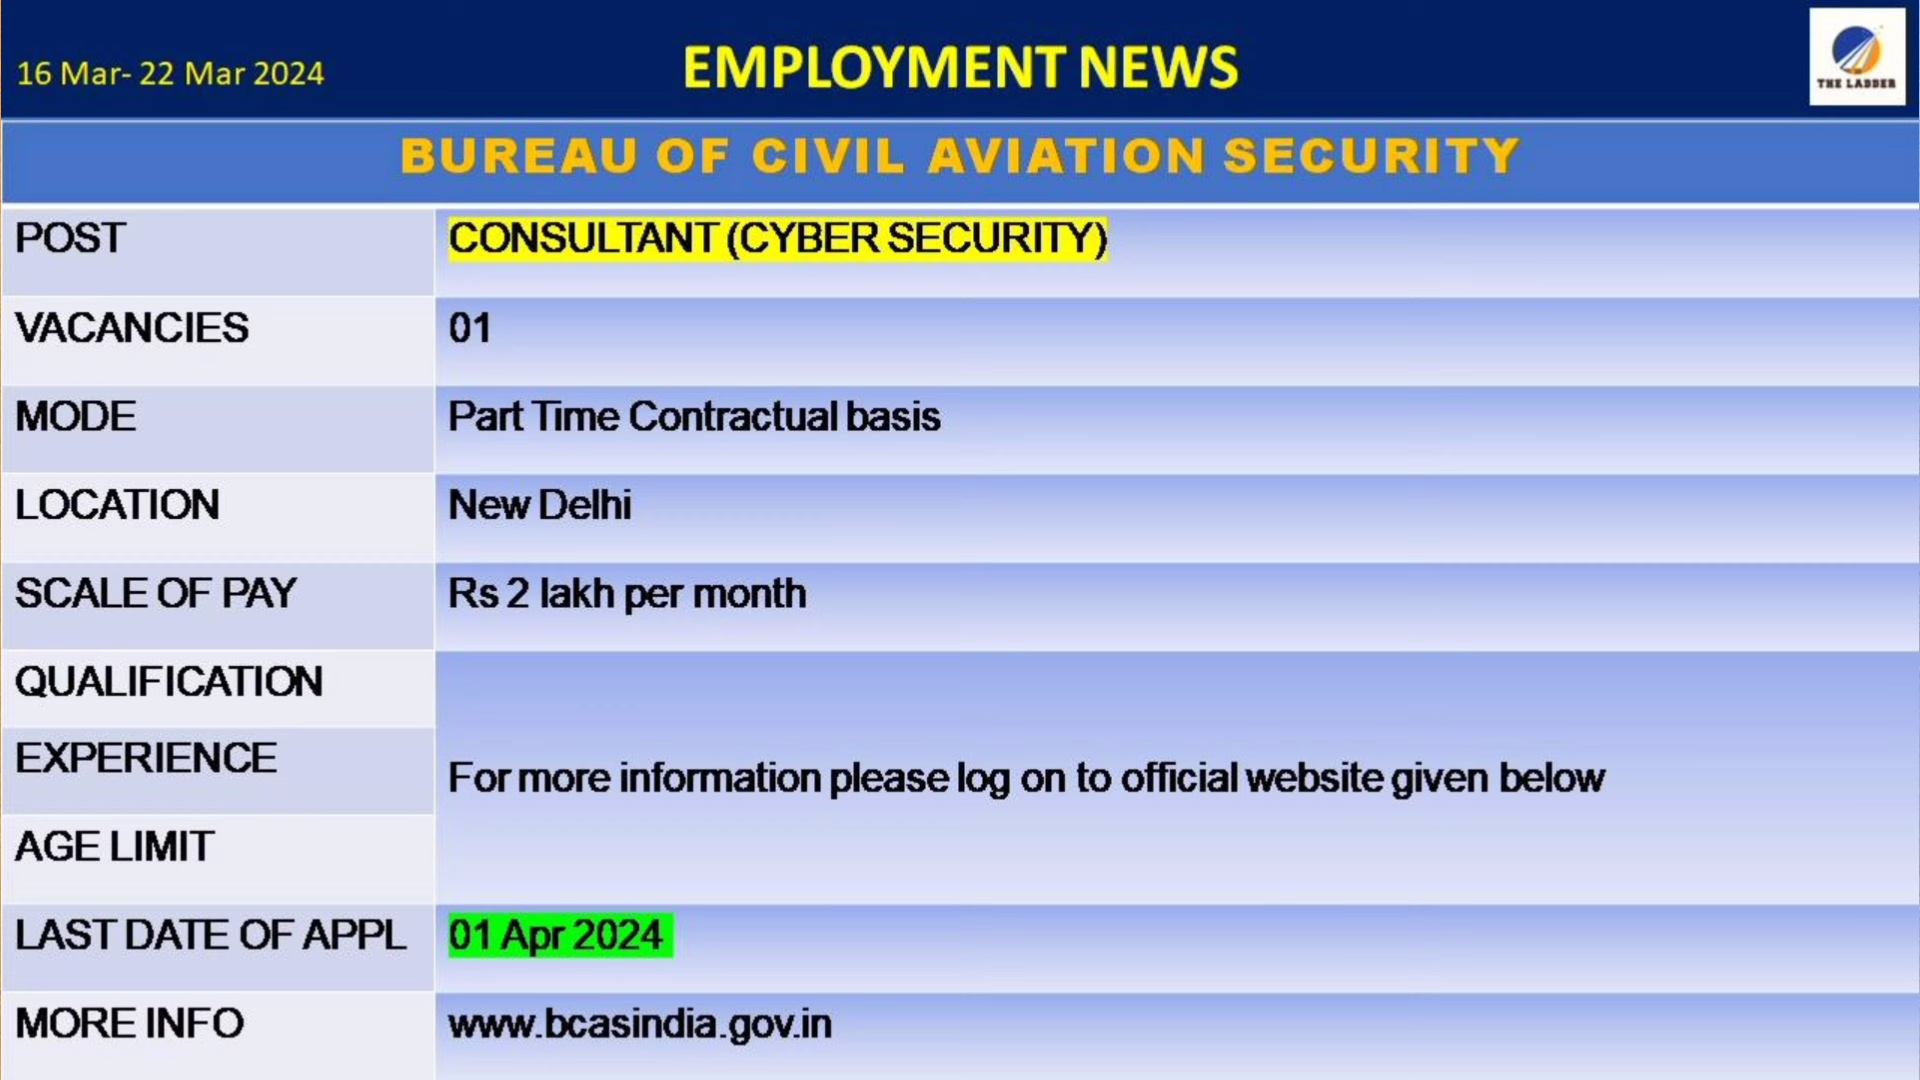 16 Mar- 22 Mar 2024
EMPLOYMENT NEWS
THE LADDER
BUREAU OF CIVIL AVIATION SECURITY
POST
CONSULTANT (CYBER SECURITY)
VACANCIES
01
MODE
Part Time Contractual basis
LOCATION
New Delhi
SCALE OF PAY
Rs 2 lakh per month
QUALIFICATION
EXPERIENCE
For more information please log on to official website given below
AGE LIMIT
LAST DATE OF APPL
01 Apr 2024
MORE INFO
www.bcasindia.gov.in